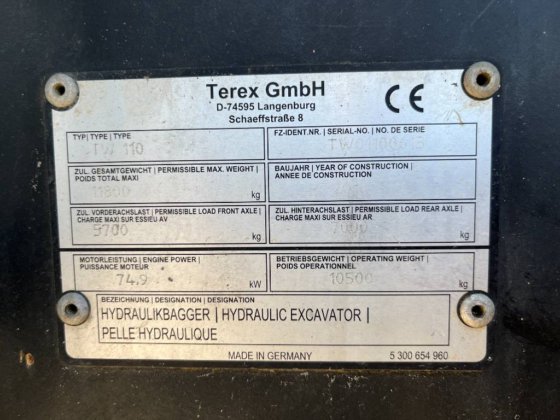 Terex GmbH
D-74595 Langenburg
Schaeffstraße 8
CE
TYP | TYPE | TYPE
TW 110
FZ-IDENT.NR. | SERIAL-NO. | NO. DE SERIE
ZUL. GESAMTGEWICHT | PERMISSIBLE MAX. WEIGHT |
POIDS TOTAL MAXI
kg
BAUJAHR | YEAR OF CONSTRUCTION |
ANNEE DE CONSTRUCTION
ZUL. VORDERACHSLAST | PERMISSIBLE LOAD FRONT AXLE |
CHARGE MAXI SUR ESSIEU AV
kg
ZUL. HINTERACHSLAST | PERMISSIBLE LOAD REAR AXLE |
CHARGE MAXI SUR ESSIEU AR
kg
MOTORLEISTUNG | ENGINE POWER |
PUISSANCE MOTEUR
74.9 kW
BETRIEBSGEWICHT | OPERATING WEIGHT |
POIDS OPERATIONNEL
10500 kg
BEZEICHNUNG | DESIGNATION | DESIGNATION
HYDRAULIKBAGGER | HYDRAULIC EXCAVATOR |
PELLE HYDRAULIQUE
MADE IN GERMANY
5 300 654 960